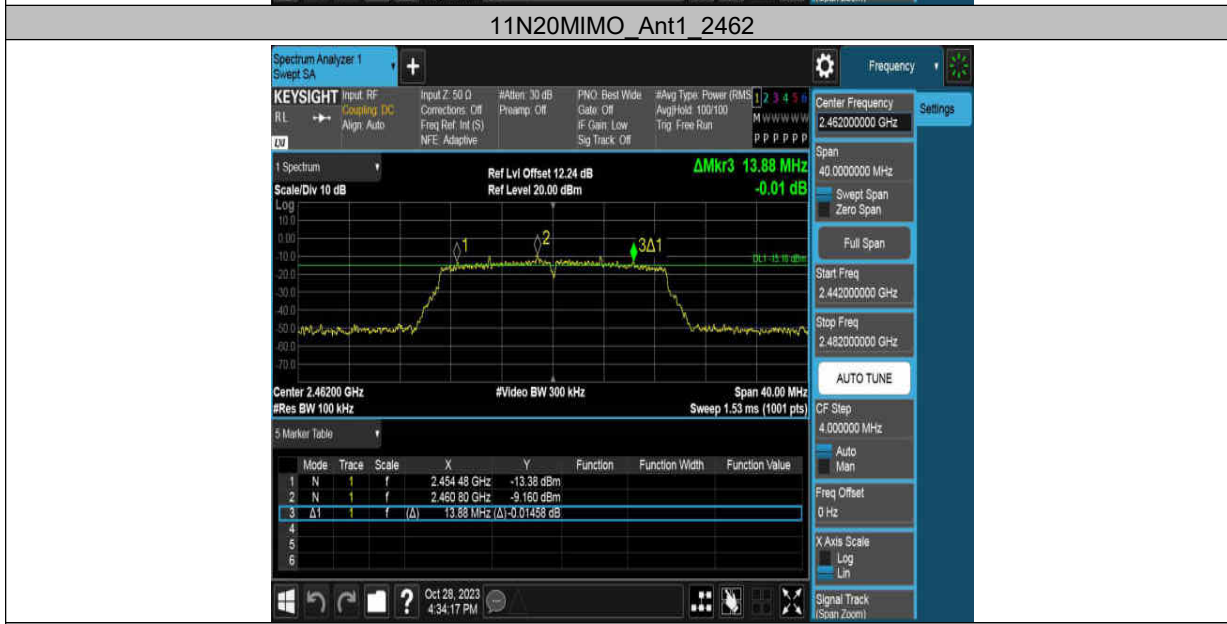 11N20MIMO_Ant1_2462
Spectrum Analyzer 1
Swept SA
+
Frequency
KEYSIGHT
RL
Input: RF
Coupling: DC
Align: Auto
Input Z: 50 Ω
Corrections: Off
Freq Ref: Int (S)
NFE: Adaptive
#Atten: 30 dB
Preamp: Off
PNO: Best Wide
Gate: Off
IF Gain: Low
Sig Track: Off
#Avg Type: Power (RMS
Avg|Hold: 100/100
Trig: Free Run
1 2 3 4 5 6
M W W W W W
P P P P P P
Center Frequency
2.462000000 GHz
Settings
1 Spectrum
Scale/Div 10 dB
Ref Lvl Offset 12.24 dB
Ref Level 20.00 dBm
ΔMkr3 13.88 MHz
-0.01 dB
Log
10.0
0.00
-10.0
-20.0
-30.0
-40.0
-50.0
-60.0
-70.0
1
2
3Δ1
DL1 -15.16 dBm
Center 2.46200 GHz
#Res BW 100 kHz
#Video BW 300 kHz
Span 40.00 MHz
Sweep 1.53 ms (1001 pts)
Span
40.0000000 MHz
Swept Span
Zero Span
Full Span
Start Freq
2.442000000 GHz
Stop Freq
2.482000000 GHz
AUTO TUNE
CF Step
4.000000 MHz
Auto
Man
Freq Offset
0 Hz
X Axis Scale
Log
Lin
Signal Track
(Span Zoom)
5 Marker Table
Mode Trace Scale X Y Function Function Width Function Value
1 N 1 f 2.454 48 GHz -13.38 dBm
2 N 1 f 2.460 80 GHz -9.160 dBm
3 Δ1 1 f (Δ) 13.88 MHz (Δ) -0.01458 dB
4
5
6
?
Oct 28, 2023
4:34:17 PM